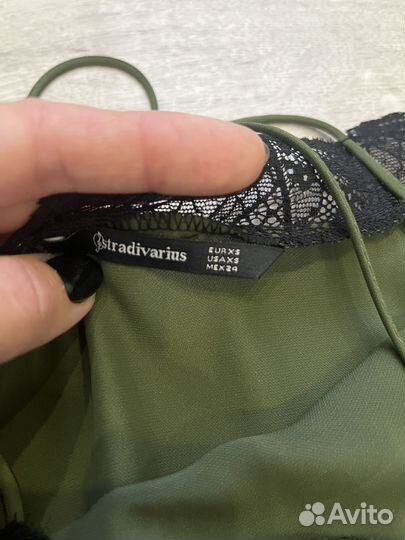 stradivarius
EUR XS
USA XS
MEX 24
Avito